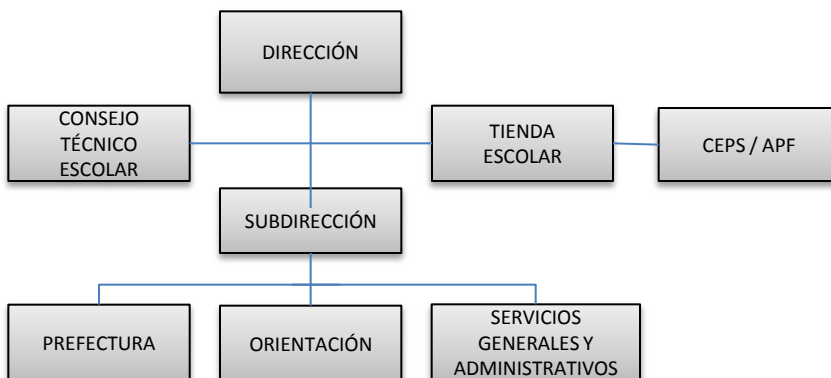 DIRECCIÓN
CONSEJO
TÉCNICO
ESCOLAR
TIENDA
ESCOLAR
CEPS / APF
SUBDIRECCIÓN
PREFECTURA
ORIENTACIÓN
SERVICIOS
GENERALES Y
ADMINISTRATIVOS